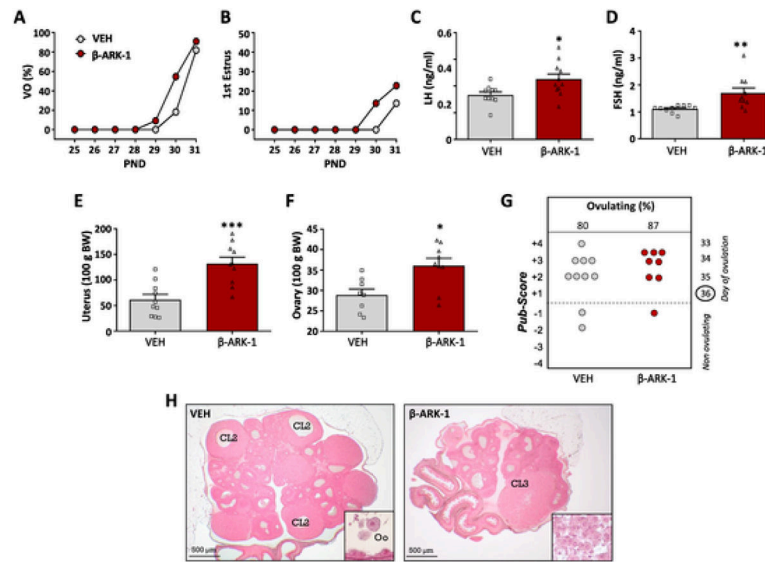 A
VEH
β-ARK-1
VO (%)
100
80
60
40
20
0
25 26 27 28 29 30 31
PND
B
1st Estrus
50
40
30
20
10
0
25 26 27 28 29 30 31
PND
C
LH (ng/ml)
0.6
0.4
0.2
0
*
VEH β-ARK-1
D
FSH (ng/ml)
4
3
2
1
0
**
VEH β-ARK-1
E
Uterus (100 g BW)
200
150
100
50
0
***
VEH β-ARK-1
F
Ovary (100 g BW)
45
40
35
30
25
20
*
VEH β-ARK-1
G
Ovulating (%)
80 87
Pub-Score
+4
+3
+2
+1
-1
-2
-3
-4
33
34
35
36
Day of ovulation
Non ovulating
VEH β-ARK-1
H
VEH
CL2
CL2
CL2
Oo
500 µm
β-ARK-1
CL3
500 µm